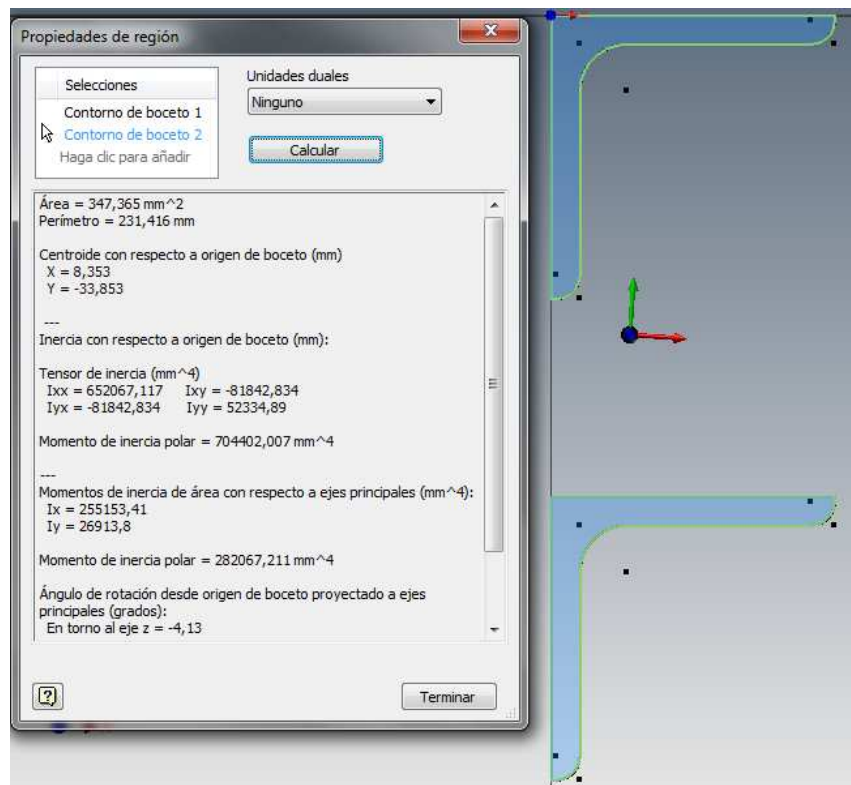 Propiedades de región
Selecciones
Contorno de boceto 1
Contorno de boceto 2
Haga clic para añadir
Unidades duales
Ninguno
Calcular
Área = 347,365 mm^2
Perímetro = 231,416 mm
Centroide con respecto a origen de boceto (mm)
X = 8,353
Y = -33,853
---
Inercia con respecto a origen de boceto (mm):
Tensor de inercia (mm^4)
Ixx = 652067,117 Ixy = -81842,834
Iyx = -81842,834 Iyy = 52334,89
Momento de inercia polar = 704402,007 mm^4
---
Momentos de inercia de área con respecto a ejes principales (mm^4):
Ix = 255153,41
Iy = 26913,8
Momento de inercia polar = 282067,211 mm^4
Ángulo de rotación desde origen de boceto proyectado a ejes
principales (grados):
En torno al eje z = -4,13
Terminar